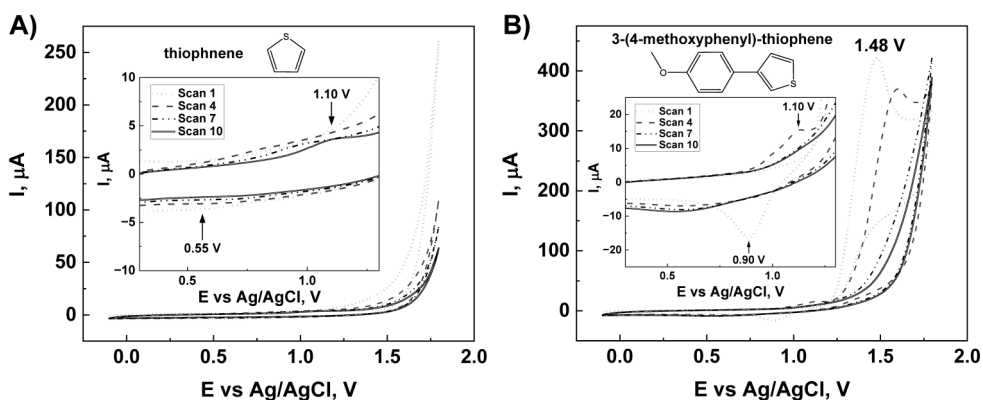 A)
thiophnene
S
250
200
150
100
50
0
I, µA
0.0
0.5
1.0
1.5
2.0
E vs Ag/AgCl, V
10
5
0
−5
−10
I, µA
Scan 1
Scan 4
Scan 7
Scan 10
1.10 V
0.55 V
0.5
1.0
E vs Ag/AgCl, V
B)
3-(4-methoxyphenyl)-thiophene
O
S
1.48 V
400
300
200
100
0
I, µA
0.0
0.5
1.0
1.5
2.0
E vs Ag/AgCl, V
20
10
0
−10
−20
I, µA
Scan 1
Scan 4
Scan 7
Scan 10
1.10 V
0.90 V
0.5
1.0
E vs Ag/AgCl, V